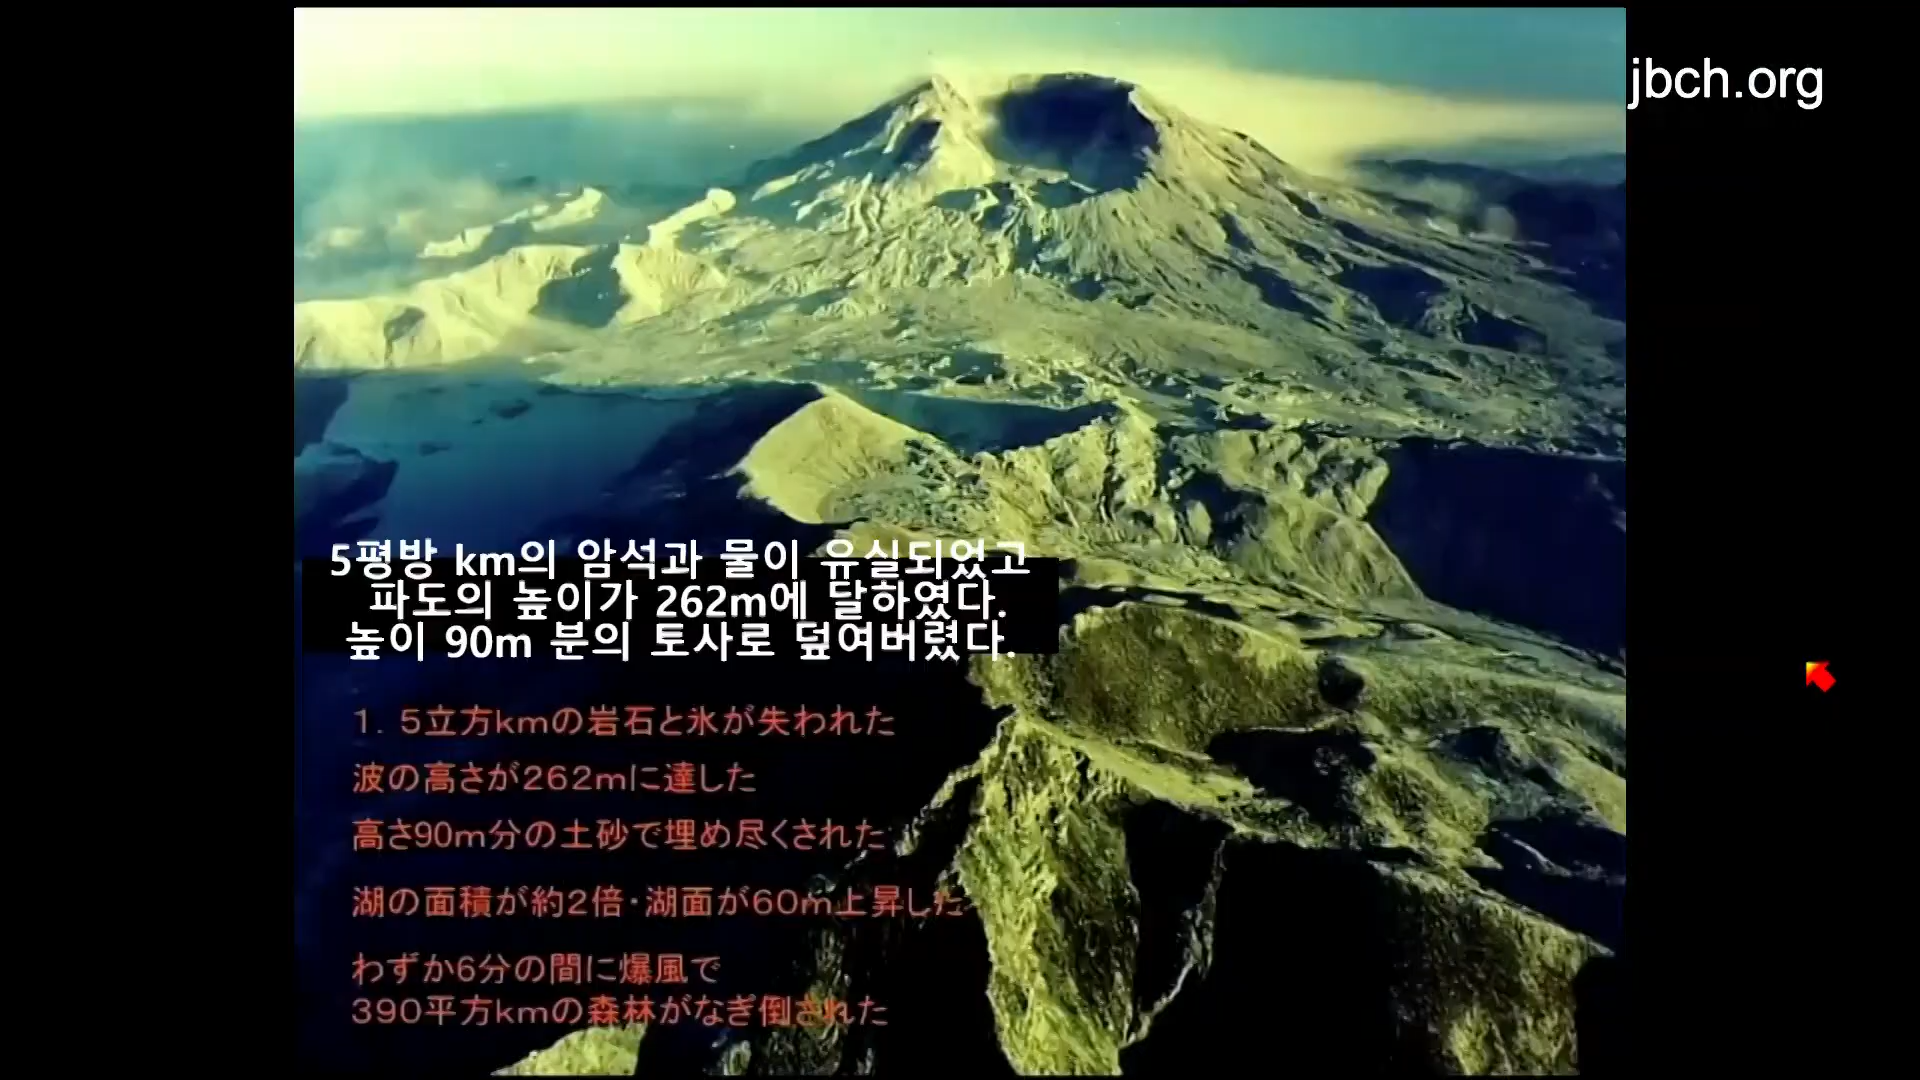 jbch.org
5평방 km의 암석과 물이 유실되었고
파도의 높이가 262m에 달하였다.
높이 90m 분의 토사로 덮여버렸다.
1．5立方kmの岩石と氷が失われた
波の高さが262mに達した
高さ90m分の土砂で埋め尽くされた
湖の面積が約2倍・湖面が60m上昇した
わずか6分の間に爆風で
390平方kmの森林がなぎ倒された